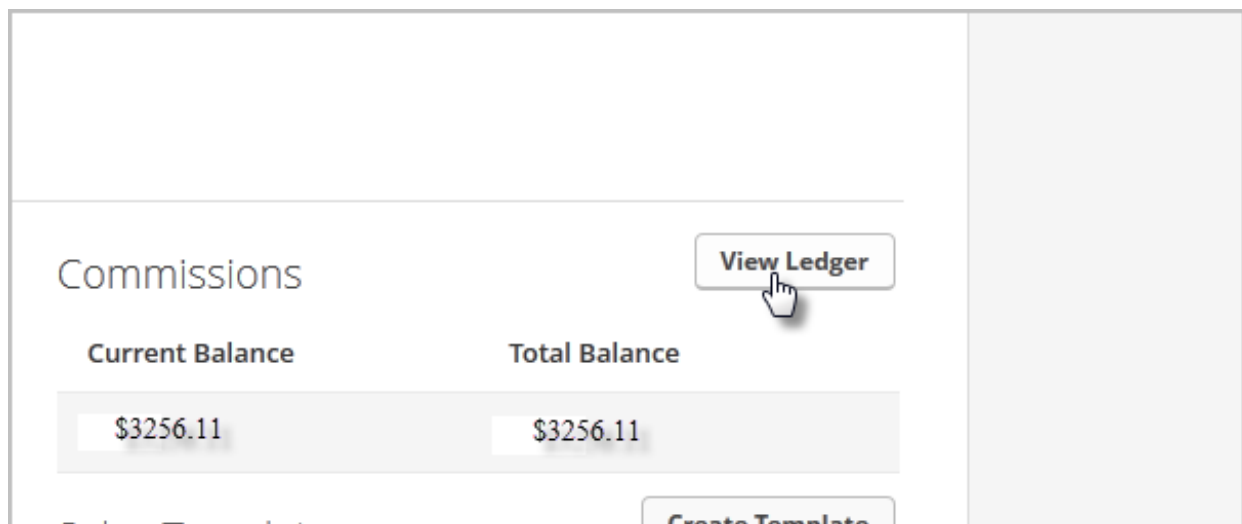 Commissions
View Ledger
Current Balance Total Balance
$3256.11 $3256.11
Create Template